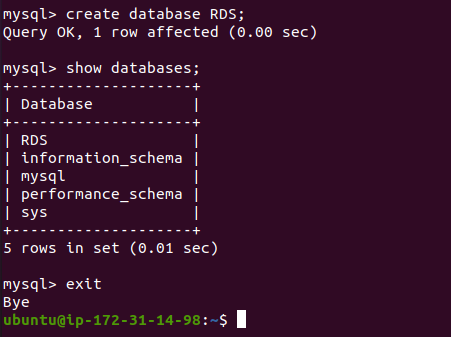 mysql> create database RDS;
Query OK, 1 row affected (0.00 sec)
mysql> show databases;
+--------------------+
| Database           |
+--------------------+
| RDS                |
| information_schema |
| mysql              |
| performance_schema |
| sys                |
+--------------------+
5 rows in set (0.01 sec)
mysql> exit
Bye
ubuntu@ip-172-31-14-98:~$